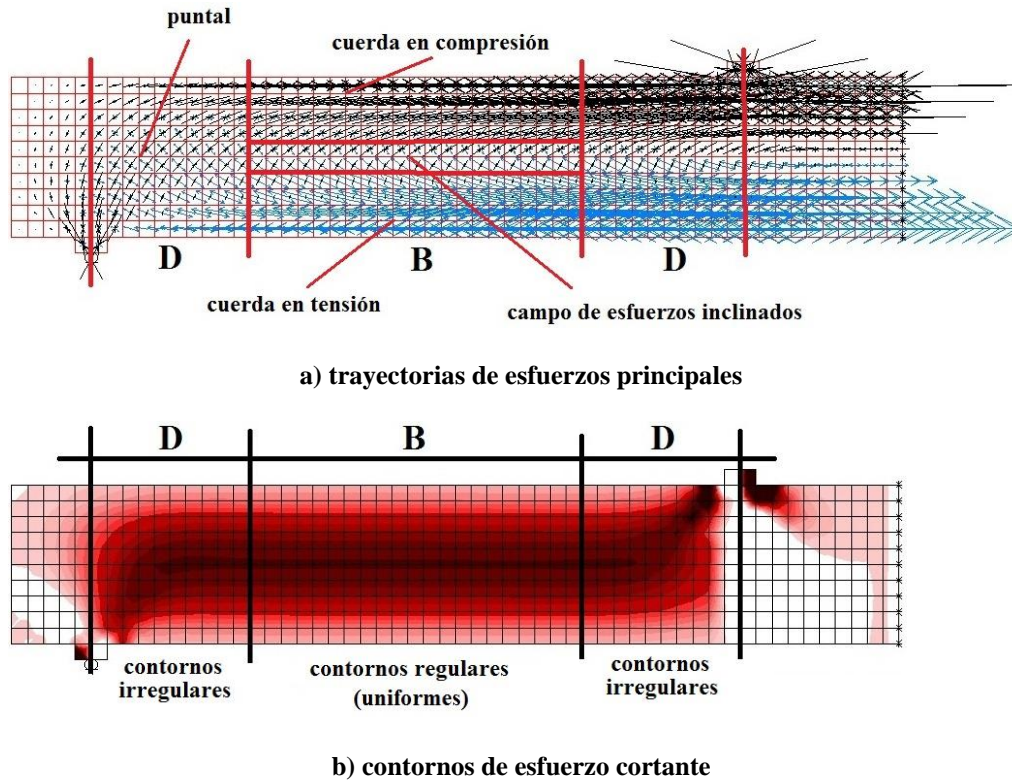 puntal
cuerda en compresión
D
B
D
cuerda en tensión
campo de esfuerzos inclinados
a) trayectorias de esfuerzos principales
D
B
D
contornos
irregulares
contornos regulares
(uniformes)
contornos
irregulares
b) contornos de esfuerzo cortante